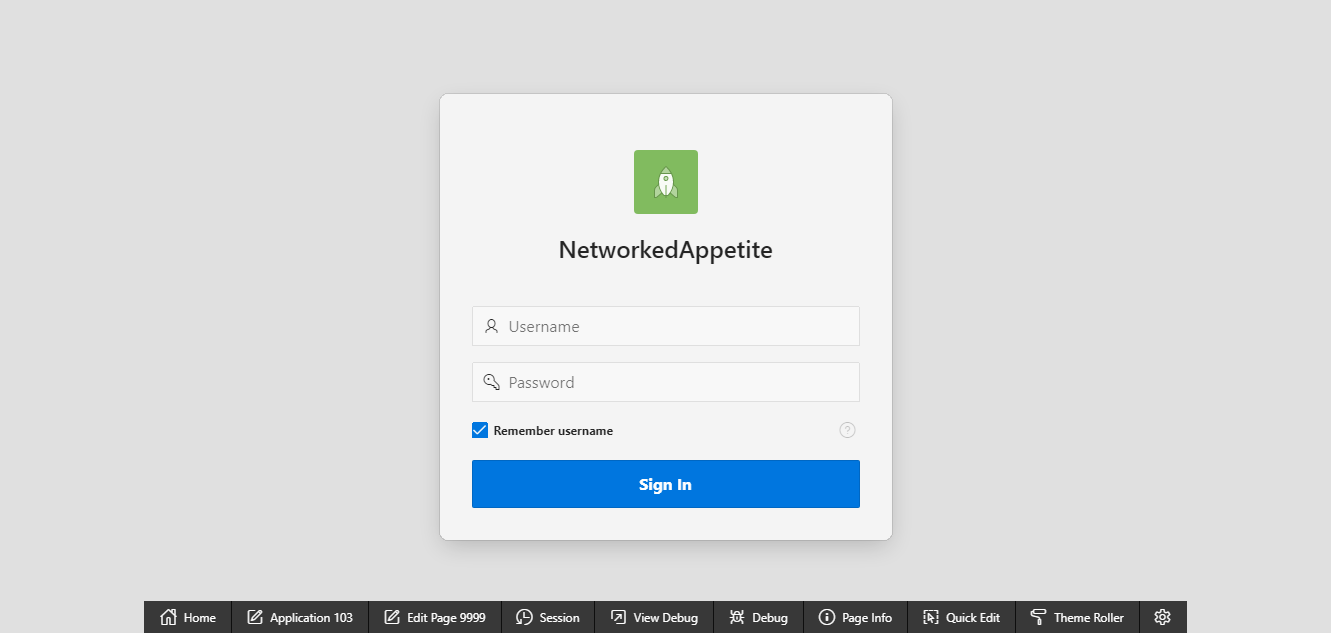 NetworkedAppetite
Username
Password
Remember username
?
Sign In
Home Application 103 Edit Page 9999 Session View Debug Debug Page Info Quick Edit Theme Roller